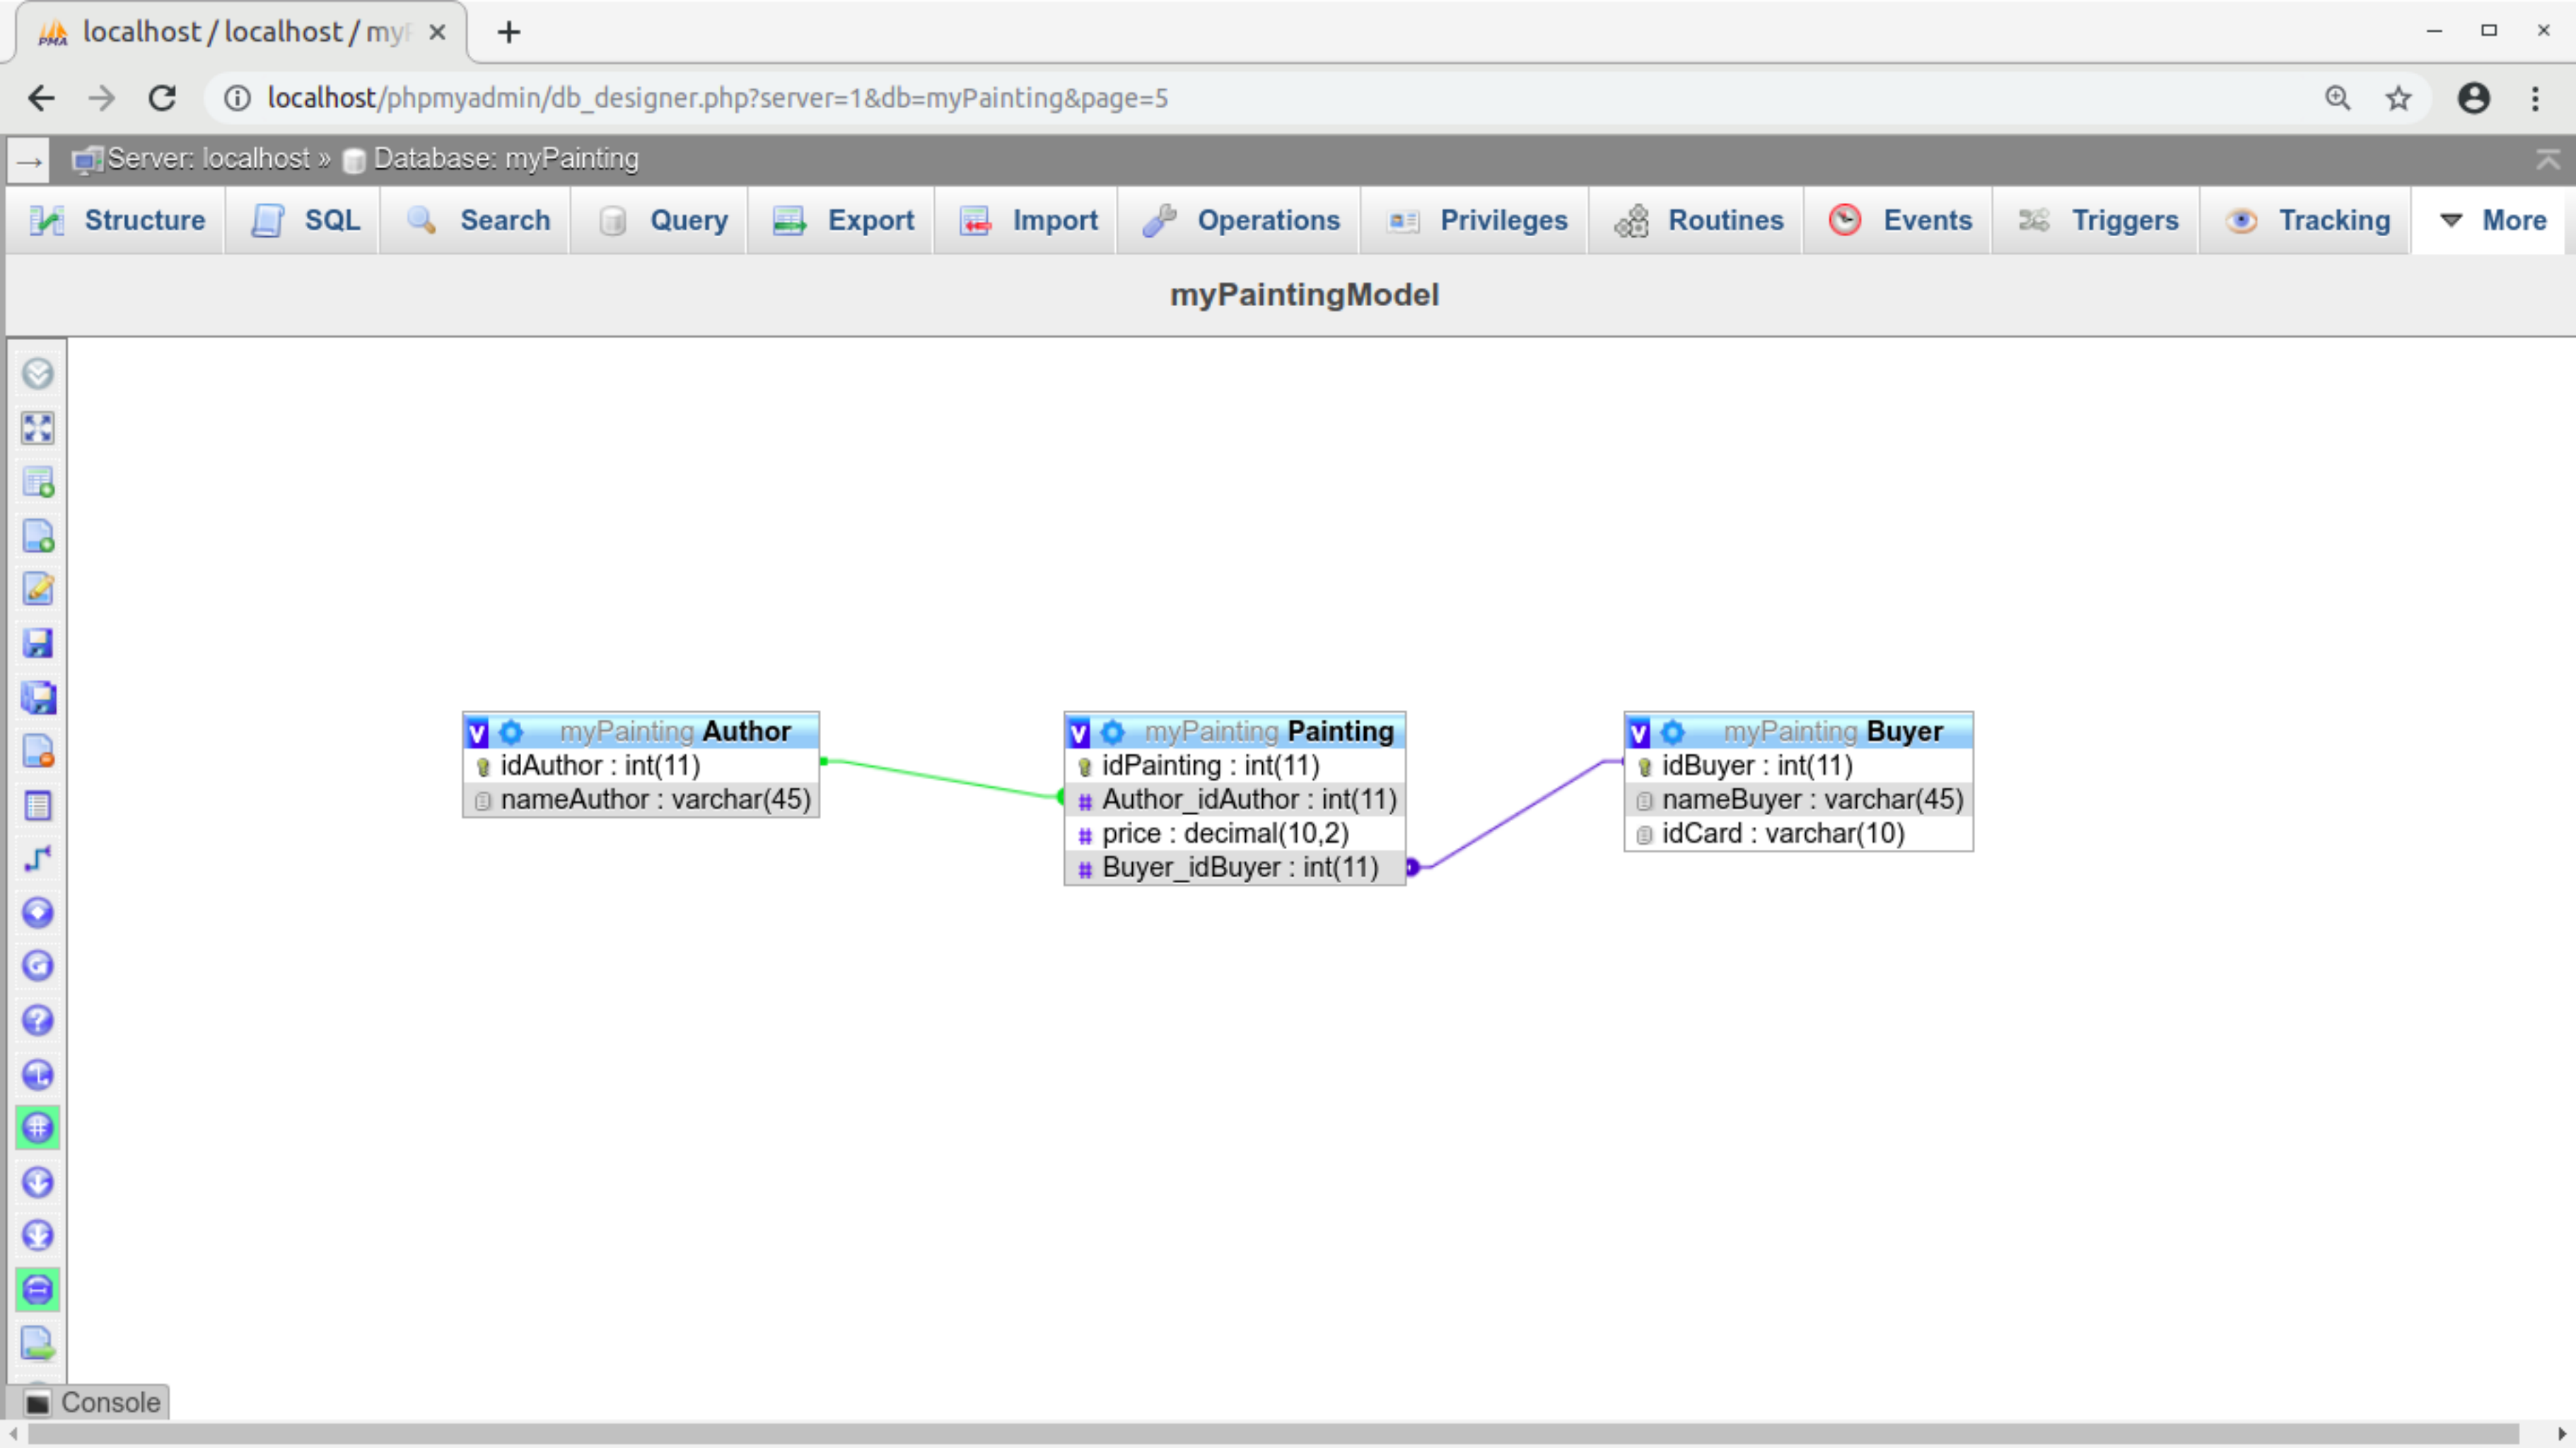 localhost / localhost / my
localhost/phpmyadmin/db_designer.php?server=1&db=myPainting&page=5
Server: localhost » Database: myPainting
Structure SQL Search Query Export Import Operations Privileges Routines Events Triggers Tracking More
myPaintingModel
v myPainting Author
idAuthor : int(11)
nameAuthor : varchar(45)
v myPainting Painting
idPainting : int(11)
# Author_idAuthor : int(11)
# price : decimal(10,2)
# Buyer_idBuyer : int(11)
v myPainting Buyer
idBuyer : int(11)
nameBuyer : varchar(45)
idCard : varchar(10)
Console